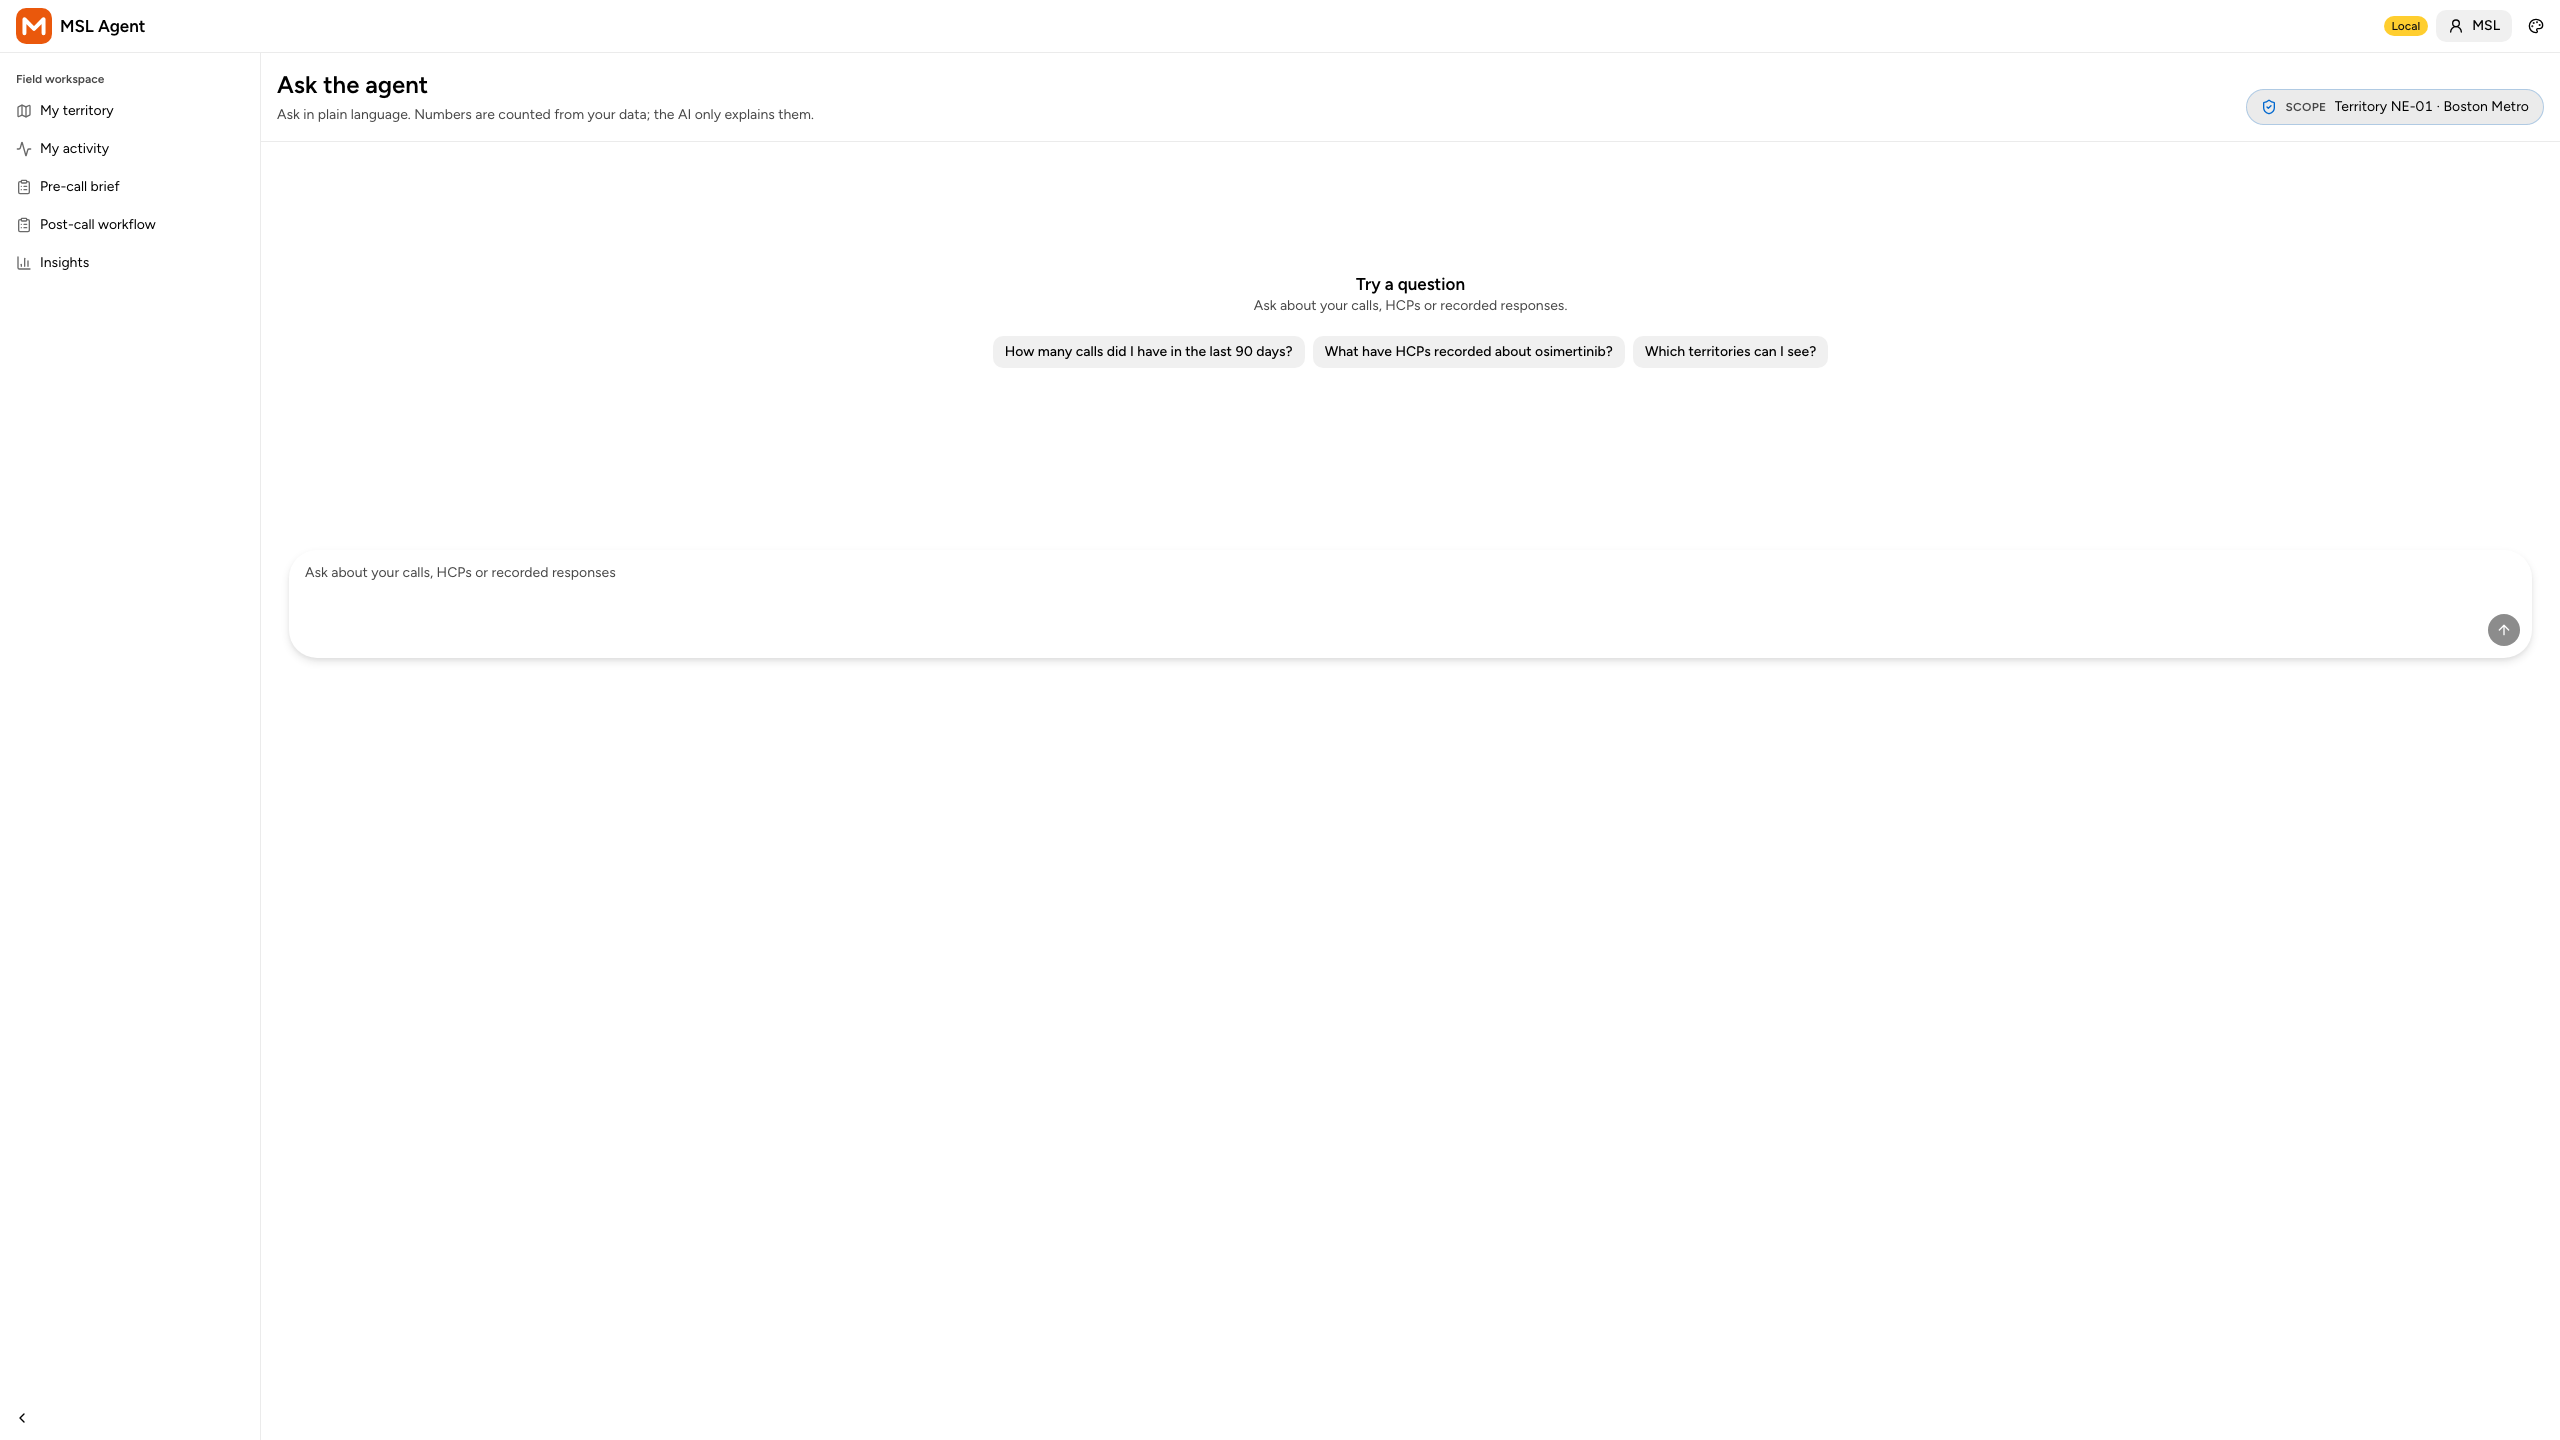 MSL Agent
Local
MSL
Field workspace
My territory
My activity
Pre-call brief
Post-call workflow
Insights
Ask the agent
Ask in plain language. Numbers are counted from your data; the AI only explains them.
SCOPE Territory NE-01 · Boston Metro
Try a question
Ask about your calls, HCPs or recorded responses.
How many calls did I have in the last 90 days?
What have HCPs recorded about osimertinib?
Which territories can I see?
Ask about your calls, HCPs or recorded responses